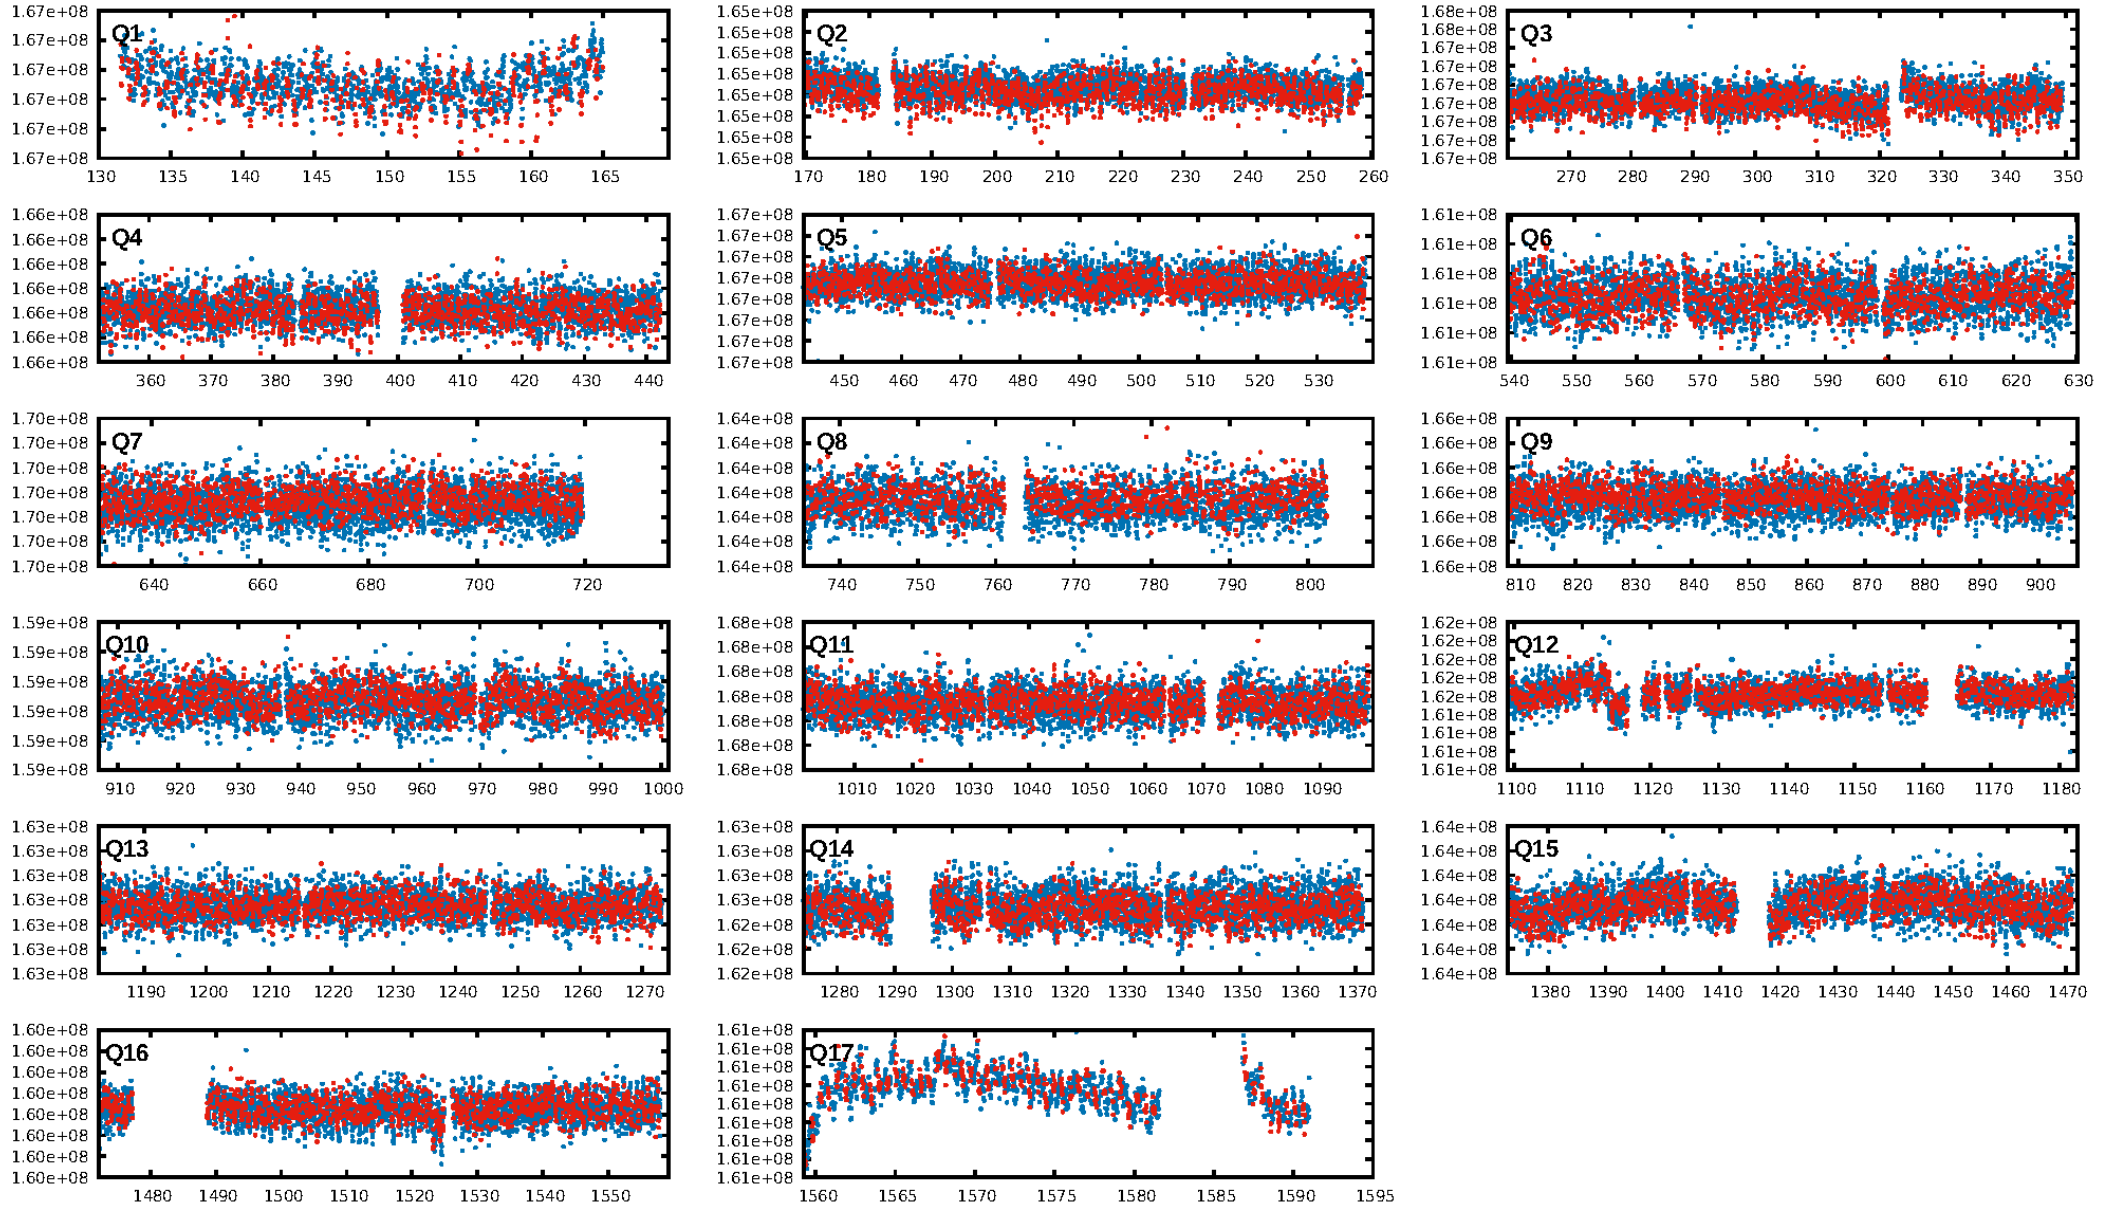 1.67e+08 1.67e+08 1.67e+08 1.67e+08 1.67e+08 1.67e+08
Q1
130 135 140 145 150 155 160 165
1.65e+08 1.65e+08 1.65e+08 1.65e+08 1.65e+08 1.65e+08 1.65e+08 1.65e+08
Q2
170 180 190 200 210 220 230 240 250 260
1.68e+08 1.68e+08 1.67e+08 1.67e+08 1.67e+08 1.67e+08 1.67e+08 1.67e+08 1.67e+08
Q3
270 280 290 300 310 320 330 340 350
1.66e+08 1.66e+08 1.66e+08 1.66e+08 1.66e+08 1.66e+08 1.66e+08
Q4
360 370 380 390 400 410 420 430 440
1.67e+08 1.67e+08 1.67e+08 1.67e+08 1.67e+08 1.67e+08 1.67e+08 1.67e+08
Q5
450 460 470 480 490 500 510 520 530
1.61e+08 1.61e+08 1.61e+08 1.61e+08 1.61e+08 1.61e+08
Q6
540 550 560 570 580 590 600 610 620 630
1.70e+08 1.70e+08 1.70e+08 1.70e+08 1.70e+08 1.70e+08 1.70e+08
Q7
640 660 680 700 720
1.64e+08 1.64e+08 1.64e+08 1.64e+08 1.64e+08 1.64e+08 1.64e+08
Q8
740 750 760 770 780 790 800
1.66e+08 1.66e+08 1.66e+08 1.66e+08 1.66e+08 1.66e+08 1.66e+08
Q9
810 820 830 840 850 860 870 880 890 900
1.59e+08 1.59e+08 1.59e+08 1.59e+08 1.59e+08 1.59e+08
Q10
910 920 930 940 950 960 970 980 990 1000
1.68e+08 1.68e+08 1.68e+08 1.68e+08 1.68e+08 1.68e+08 1.68e+08
Q11
1010 1020 1030 1040 1050 1060 1070 1080 1090
1.62e+08 1.62e+08 1.62e+08 1.62e+08 1.62e+08 1.61e+08 1.61e+08 1.61e+08 1.61e+08
Q12
1100 1110 1120 1130 1140 1150 1160 1170 1180
1.63e+08 1.63e+08 1.63e+08 1.63e+08 1.63e+08 1.63e+08 1.63e+08
Q13
1190 1200 1210 1220 1230 1240 1250 1260 1270
1.63e+08 1.63e+08 1.63e+08 1.63e+08 1.62e+08 1.62e+08 1.62e+08
Q14
1280 1290 1300 1310 1320 1330 1340 1350 1360 1370
1.64e+08 1.64e+08 1.64e+08 1.64e+08 1.64e+08 1.64e+08 1.64e+08
Q15
1380 1390 1400 1410 1420 1430 1440 1450 1460 1470
1.60e+08 1.60e+08 1.60e+08 1.60e+08 1.60e+08 1.60e+08 1.60e+08 1.60e+08
Q16
1480 1490 1500 1510 1520 1530 1540 1550
1.61e+08 1.61e+08 1.61e+08 1.61e+08 1.61e+08 1.61e+08 1.61e+08 1.61e+08 1.61e+08
Q17
1560 1565 1570 1575 1580 1585 1590 1595